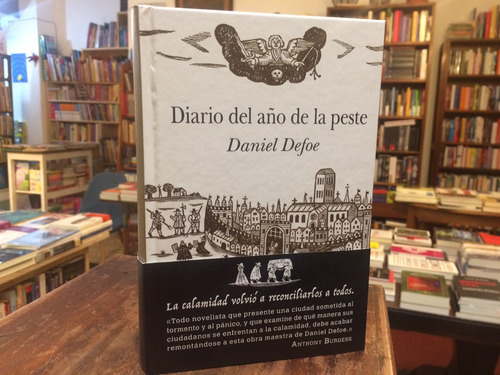 Diario del año de la peste
Daniel Defoe
La calamidad volvió a reconciliarlos a todos.
«Todo novelista que presente una ciudad sometida al
tormento y al pánico, y que examine de qué manera sus
ciudadanos se enfrentan a la calamidad, debe acabar
remontándose a esta obra maestra de Daniel Defoe.»
Anthony Burgess